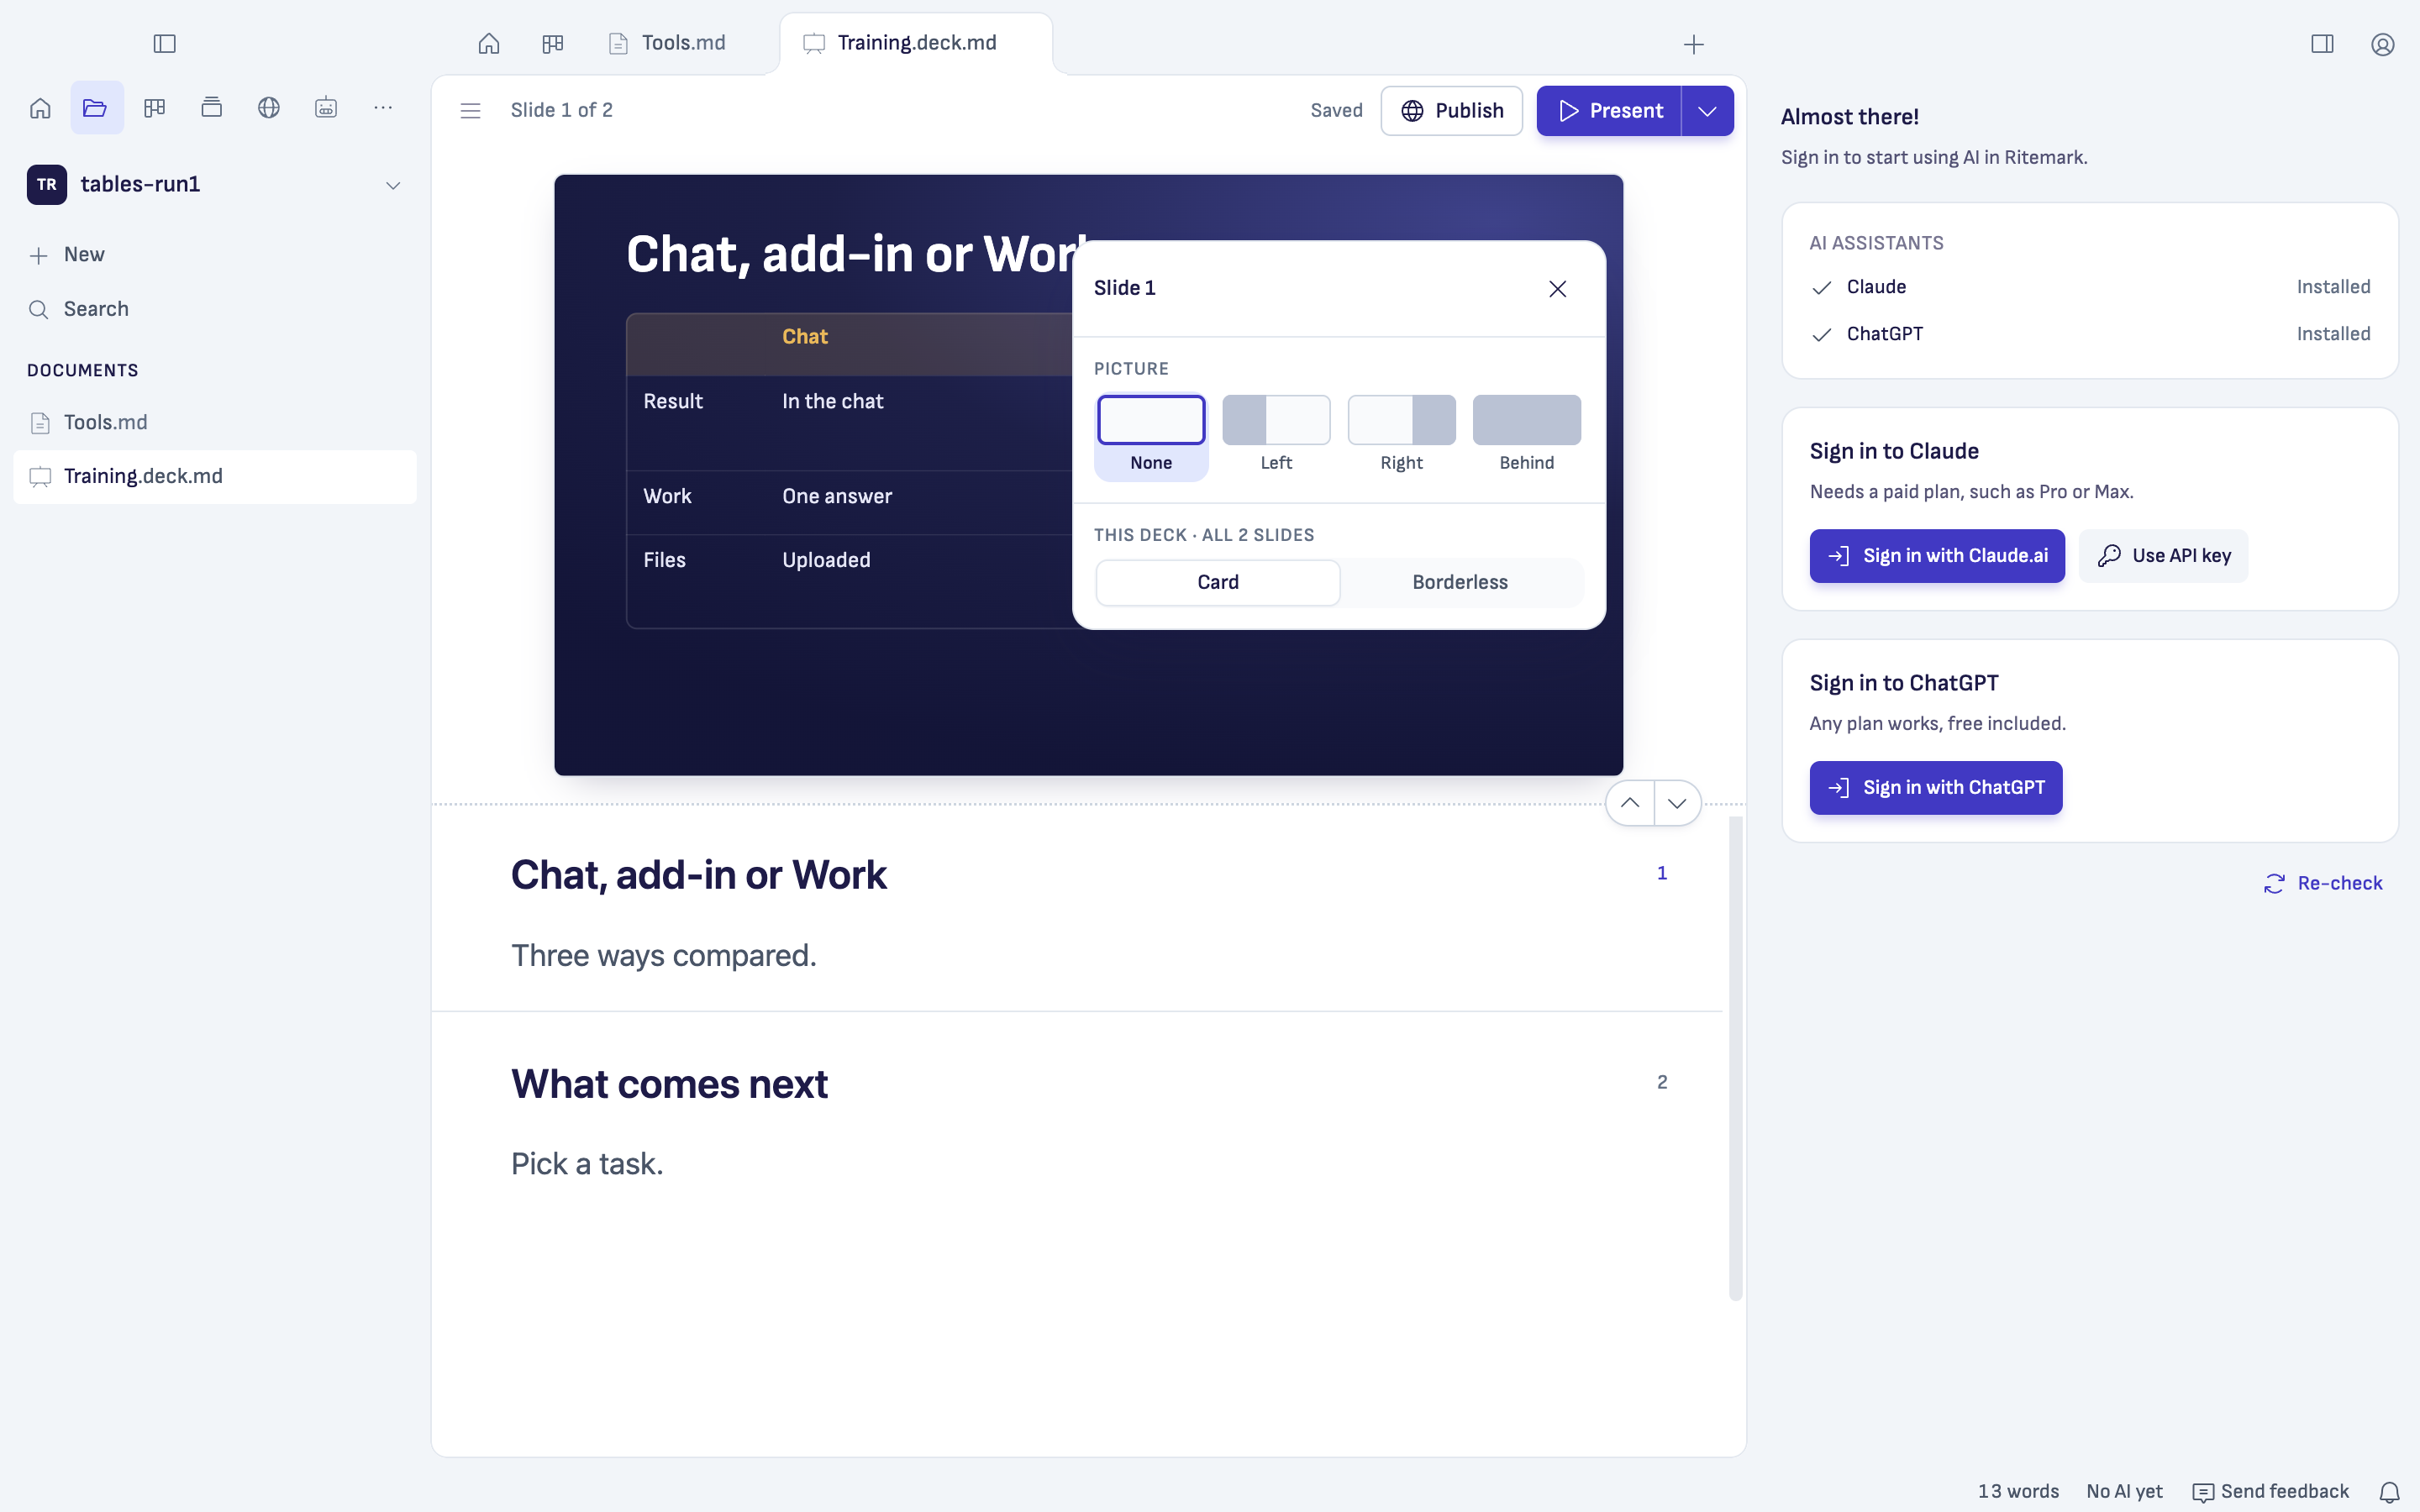 Tools.md
Training.deck.md
TR
tables-run1
New
Search
DOCUMENTS
Tools.md
Training.deck.md
Slide 1 of 2
Saved
Publish
Present
Chat, add-in or Work
Chat
Result
In the chat
Work
One answer
Files
Uploaded
Slide 1
PICTURE
None
Left
Right
Behind
THIS DECK · ALL 2 SLIDES
Card
Borderless
Chat, add-in or Work
1
Three ways compared.
What comes next
2
Pick a task.
Almost there!
Sign in to start using AI in Ritemark.
AI ASSISTANTS
Claude
Installed
ChatGPT
Installed
Sign in to Claude
Needs a paid plan, such as Pro or Max.
Sign in with Claude.ai
Use API key
Sign in to ChatGPT
Any plan works, free included.
Sign in with ChatGPT
Re-check
13 words
No AI yet
Send feedback